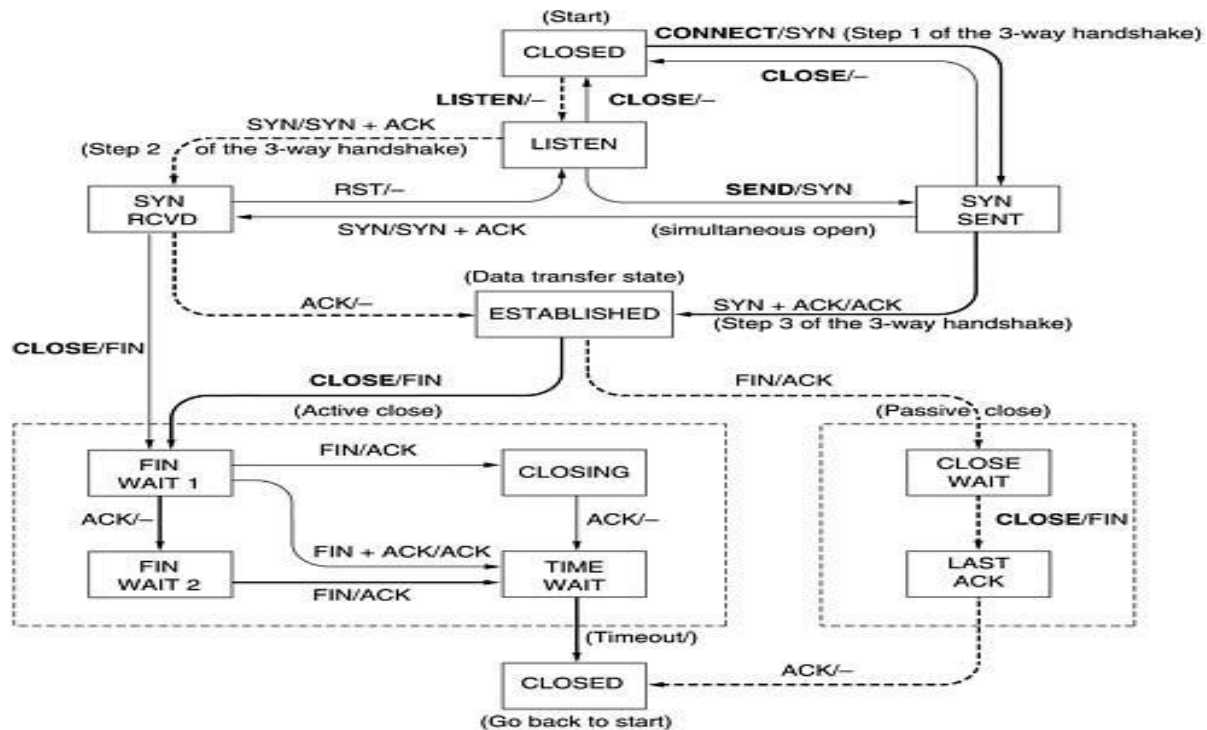 (Start)
CLOSED
CONNECT/SYN (Step 1 of the 3-way handshake)
CLOSE/–
LISTEN/–
CLOSE/–
SYN/SYN + ACK
(Step 2 of the 3-way handshake)
LISTEN
SYN
RCVD
RST/–
SEND/SYN
SYN
SENT
SYN/SYN + ACK
(simultaneous open)
(Data transfer state)
ACK/–
ESTABLISHED
SYN + ACK/ACK
(Step 3 of the 3-way handshake)
CLOSE/FIN
CLOSE/FIN
FIN/ACK
(Active close)
(Passive close)
FIN
WAIT 1
FIN/ACK
CLOSING
CLOSE
WAIT
ACK/–
ACK/–
CLOSE/FIN
FIN + ACK/ACK
FIN
WAIT 2
FIN/ACK
TIME
WAIT
LAST
ACK
(Timeout/)
CLOSED
ACK/–
(Go back to start)